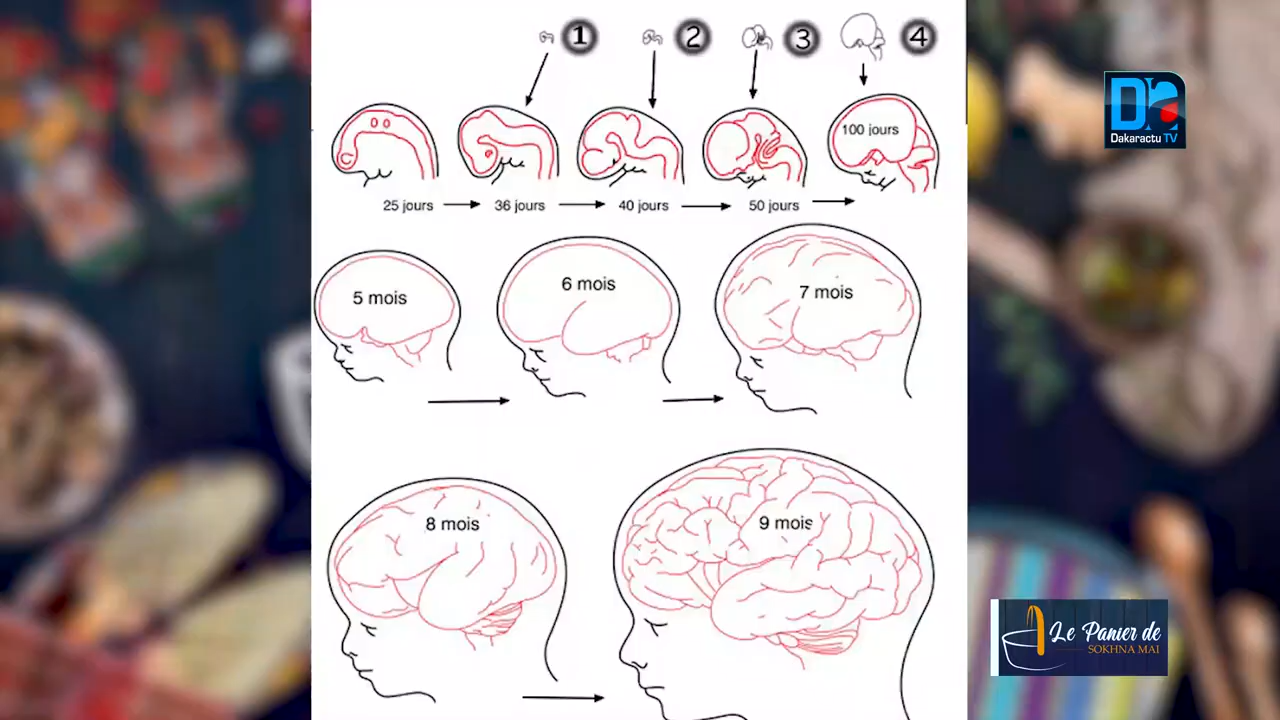 1 2 3 4
100 jours
25 jours 36 jours 40 jours 50 jours
5 mois 6 mois 7 mois
8 mois 9 mois
Dakaractu TV
Le Panier de
SOKHNA MAI